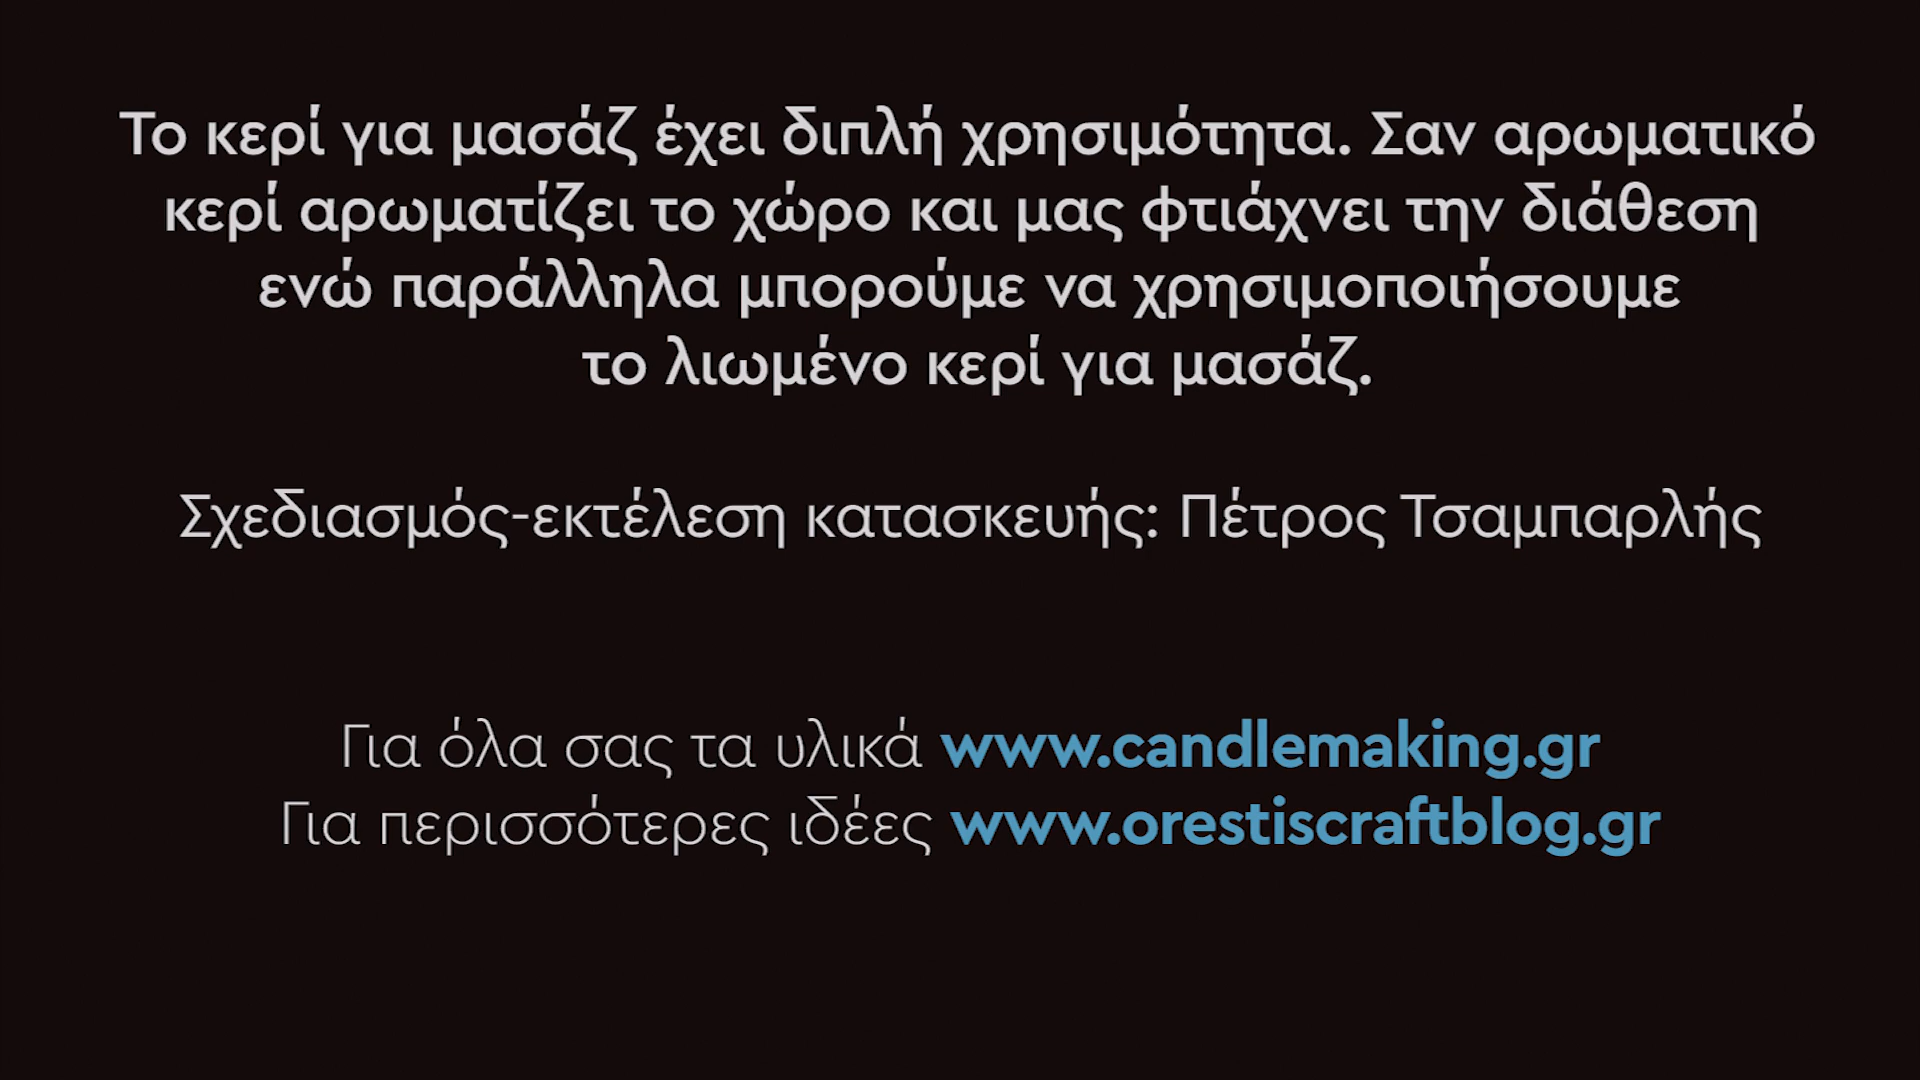 Το κερί για μασάζ έχει διπλή χρησιμότητα. Σαν αρωματικό
κερί αρωματίζει το χώρο και μας φτιάχνει την διάθεση
ενώ παράλληλα μπορούμε να χρησιμοποιήσουμε
το λιωμένο κερί για μασάζ.
Σχεδιασμός-εκτέλεση κατασκευής: Πέτρος Τσαμπαρλής
Για όλα σας τα υλικά www.candlemaking.gr
Για περισσότερες ιδέες www.orestiscraftblog.gr